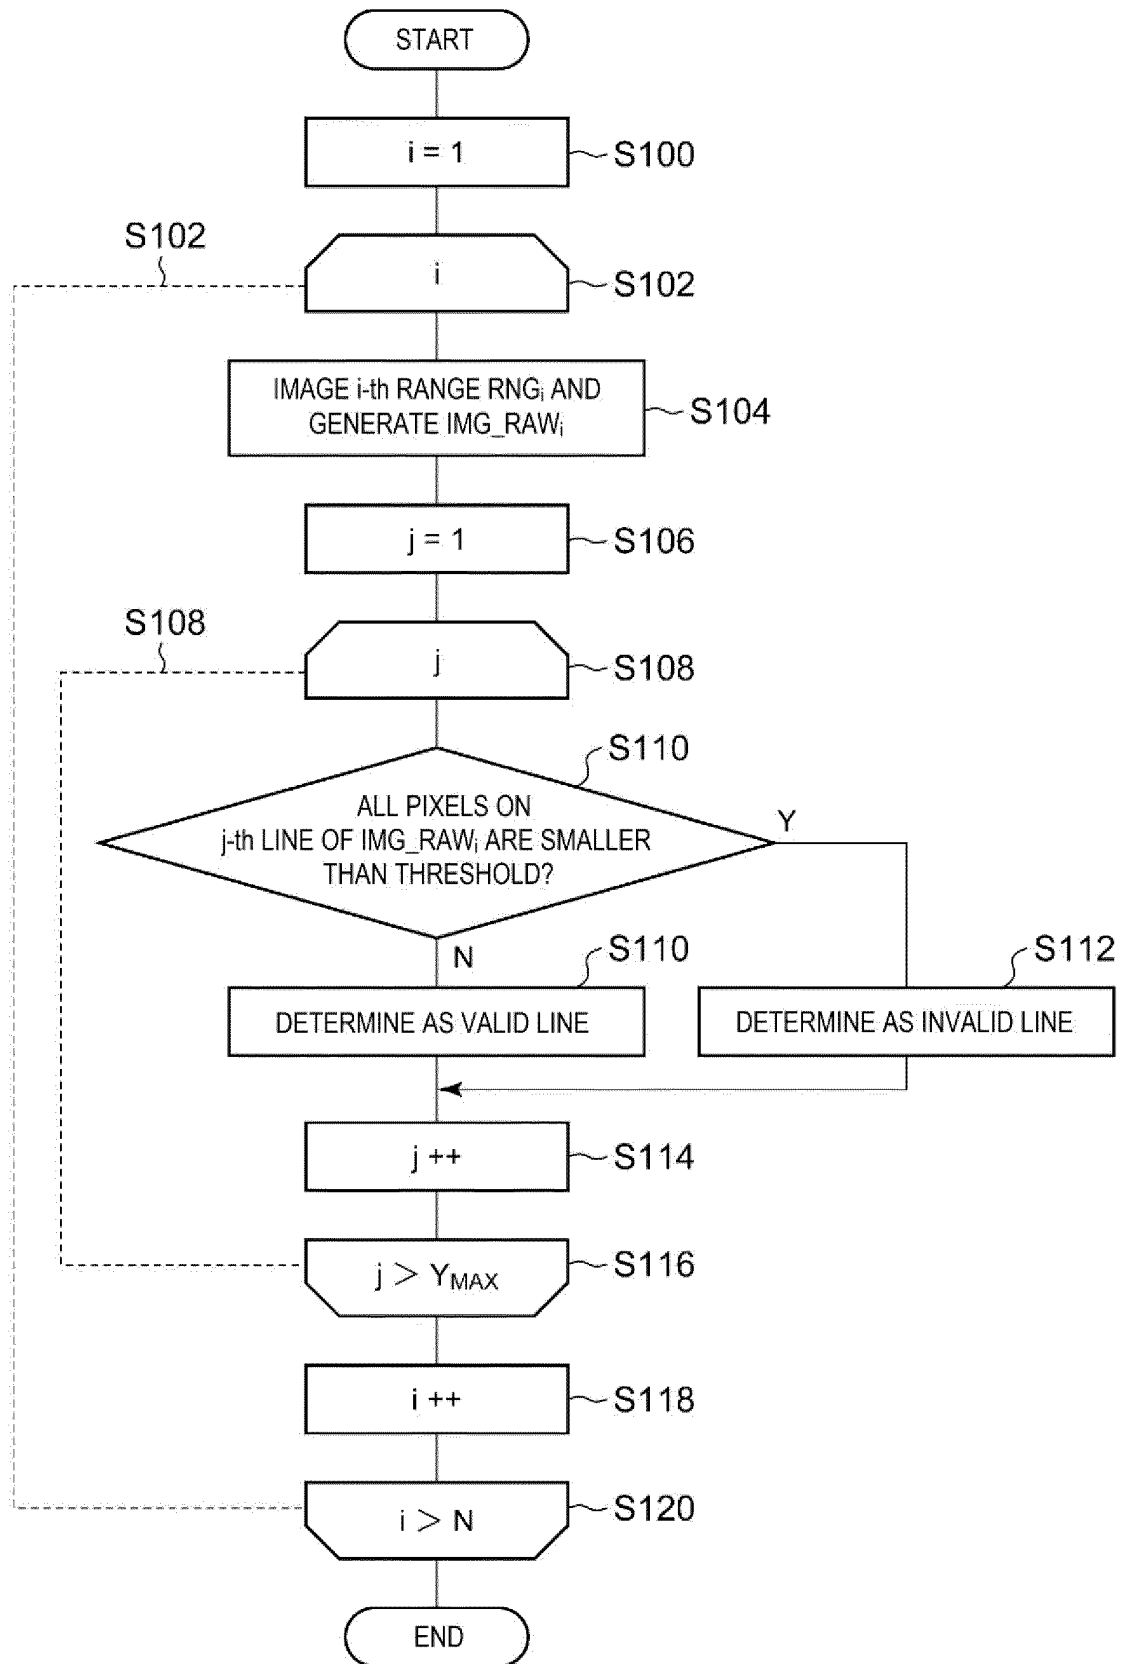 START
i = 1
S100
S102
i
S102
IMAGE i-th RANGE RNGi AND
GENERATE IMG_RAWi
S104
j = 1
S106
S108
j
S108
S110
ALL PIXELS ON
j-th LINE OF IMG_RAWi ARE SMALLER
THAN THRESHOLD?
Y
N
S110
S112
DETERMINE AS VALID LINE
DETERMINE AS INVALID LINE
j ++
S114
j > YMAX
S116
i ++
S118
i > N
S120
END